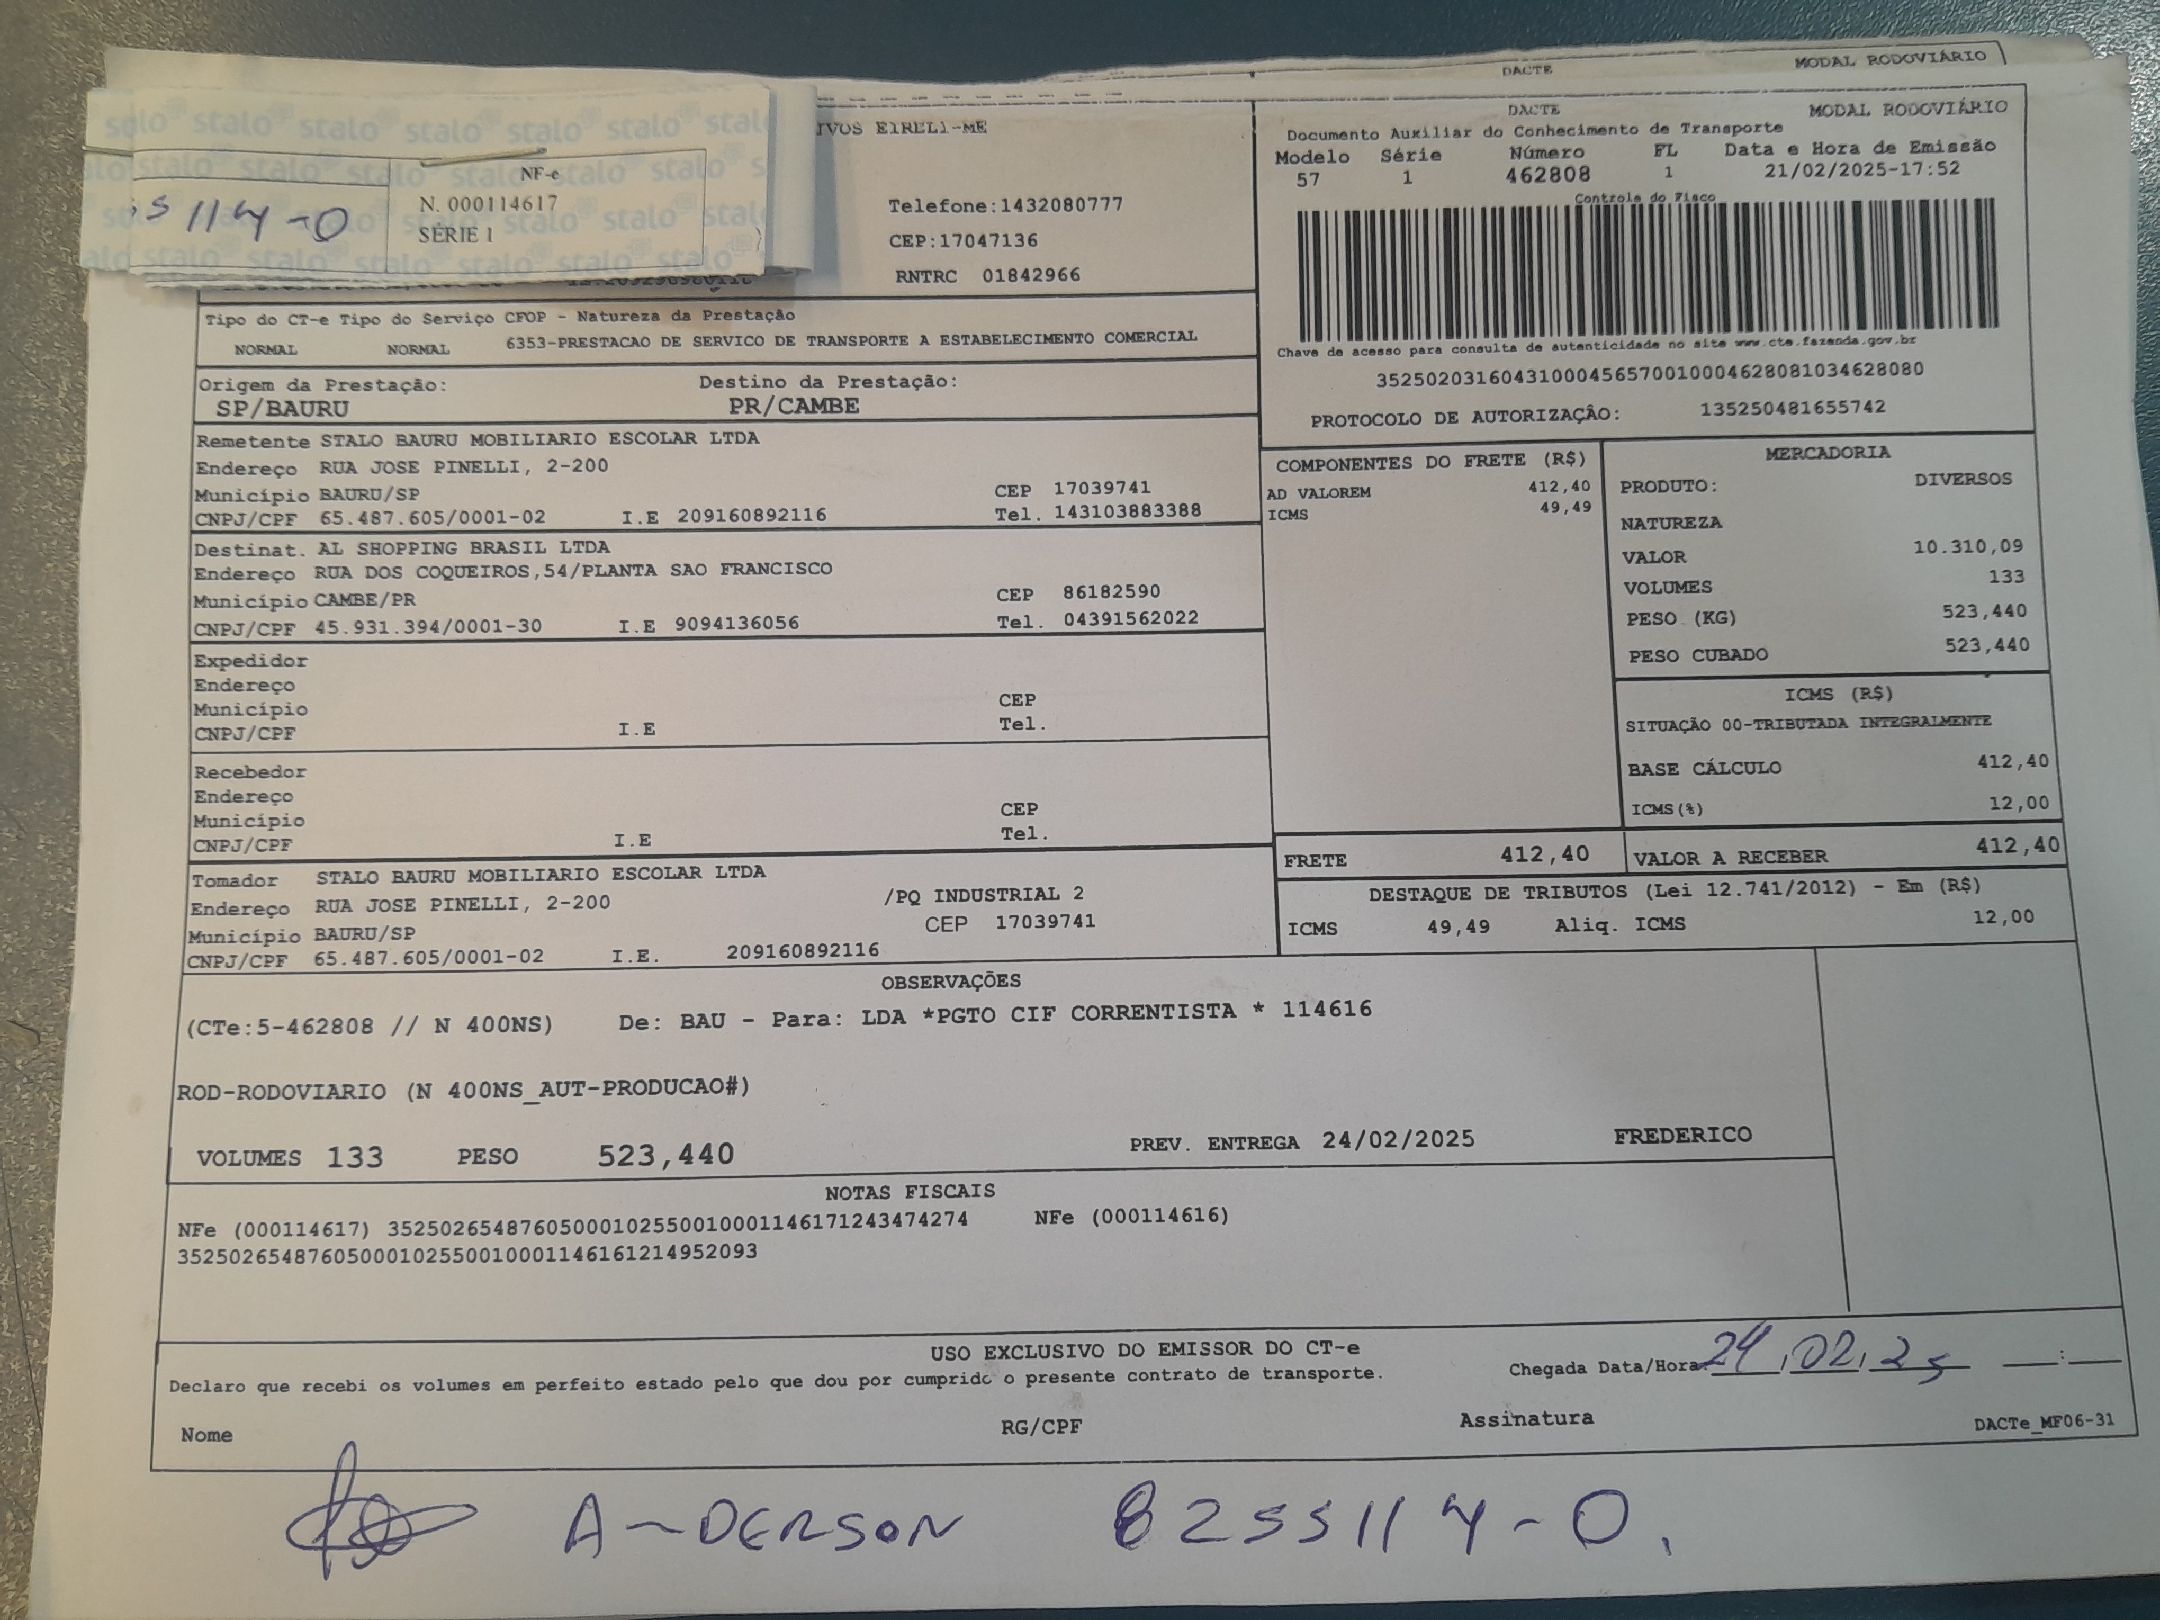 DACTE MODAL RODOVIÁRIO
stalo stalo stalo stalo stalo stalo
NF-e
N. 000114617
SÉRIE 1
114-0
EIRELI-ME
Telefone:1432080777
CEP:17047136
RNTRC 01842966
DACTE MODAL RODOVIÁRIO
Documento Auxiliar do Conhecimento de Transporte
Modelo Série Número FL Data e Hora de Emissão
57 1 462808 1 21/02/2025-17:52
Controle do Fisco
Chave de acesso para consulta de autenticidade no site www.cte.fazenda.gov.br
35250203160431000456570010004628081034628080
PROTOCOLO DE AUTORIZAÇÃO: 135250481655742
Tipo do CT-e Tipo do Serviço CFOP - Natureza da Prestação
NORMAL NORMAL 6353-PRESTACAO DE SERVICO DE TRANSPORTE A ESTABELECIMENTO COMERCIAL
Origem da Prestação: Destino da Prestação:
SP/BAURU PR/CAMBE
Remetente STALO BAURU MOBILIARIO ESCOLAR LTDA
Endereço RUA JOSE PINELLI, 2-200
Município BAURU/SP CEP 17039741
CNPJ/CPF 65.487.605/0001-02 I.E 209160892116 Tel. 143103883388
Destinat. AL SHOPPING BRASIL LTDA
Endereço RUA DOS COQUEIROS,54/PLANTA SAO FRANCISCO
Município CAMBE/PR CEP 86182590
CNPJ/CPF 45.931.394/0001-30 I.E 9094136056 Tel. 04391562022
Expedidor
Endereço
Município CEP
CNPJ/CPF I.E Tel.
Recebedor
Endereço
Município CEP
CNPJ/CPF I.E Tel.
Tomador STALO BAURU MOBILIARIO ESCOLAR LTDA
Endereço RUA JOSE PINELLI, 2-200 /PQ INDUSTRIAL 2
Município BAURU/SP CEP 17039741
CNPJ/CPF 65.487.605/0001-02 I.E. 209160892116
COMPONENTES DO FRETE (R$)
AD VALOREM 412,40
ICMS 49,49
MERCADORIA
PRODUTO: DIVERSOS
NATUREZA
VALOR 10.310,09
VOLUMES 133
PESO (KG) 523,440
PESO CUBADO 523,440
ICMS (R$)
SITUAÇÃO 00-TRIBUTADA INTEGRALMENTE
BASE CÁLCULO 412,40
ICMS(%) 12,00
FRETE 412,40 VALOR A RECEBER 412,40
DESTAQUE DE TRIBUTOS (Lei 12.741/2012) - Em (R$)
ICMS 49,49 Aliq. ICMS 12,00
OBSERVAÇÕES
(CTe:5-462808 // N 400NS) De: BAU - Para: LDA *PGTO CIF CORRENTISTA * 114616
ROD-RODOVIARIO (N 400NS_AUT-PRODUCAO#)
VOLUMES 133 PESO 523,440 PREV. ENTREGA 24/02/2025 FREDERICO
NOTAS FISCAIS
NFe (000114617) 35250265487605000102550010001146171243474274 NFe (000114616)
35250265487605000102550010001146161214952093
USO EXCLUSIVO DO EMISSOR DO CT-e
Declaro que recebi os volumes em perfeito estado pelo que dou por cumprido o presente contrato de transporte. Chegada Data/Hora 24,02,25 :
Nome RG/CPF Assinatura DACTe_MF06-31
ANDERSON 8255114-0.